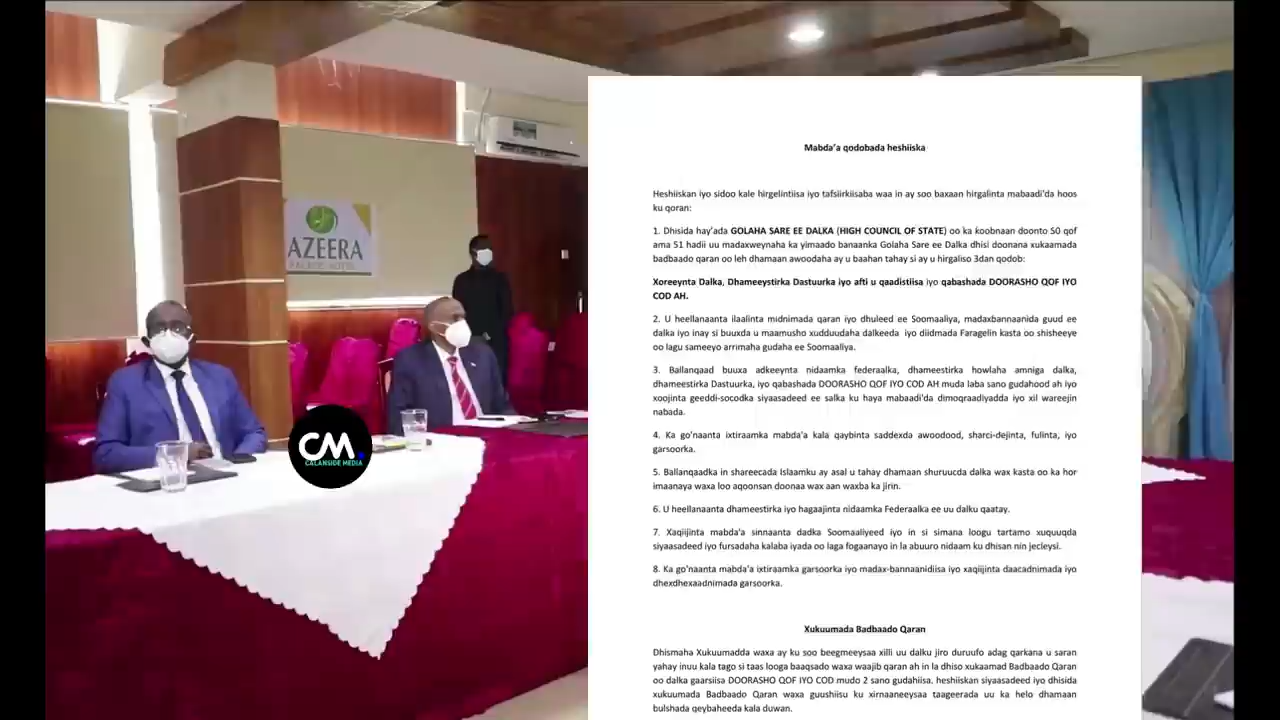 AZEERA
PALACE HOTEL
CM.
CALANSIDE MEDIA
Mabda'a qodobada heshiiska
Heshiiskan iyo sidoo kale hirgelintiisa iyo tafsiirkiisaba waa in ay soo baxaan hirgalinta mabaadi'da hoos
ku qoran:
1. Dhisida hay'ada GOLAHA SARE EE DALKA (HIGH COUNCIL OF STATE) oo ka koobnaan doonto 50 qof
ama 51 hadii uu madaxweynaha ka yimaado banaanka Golaha Sare ee Dalka dhisi doonana xukaamada
badbaado qaran oo leh dhamaan awoodaha ay u baahan tahay si ay u hirgaliso 3dan qodob:
Xoreeynta Dalka, Dhameeystirka Dastuurka iyo afti u qaadistiisa iyo qabashada DOORASHO QOF IYO
COD AH.
2. U heellanaanta ilaalinta midnimada qaran iyo dhuleed ee Soomaaliya, madaxbannaanida guud ee
dalka iyo inay si buuxda u maamusho xudduudaha dalkeeda iyo diidmada Faragelin kasta oo shisheeye
oo lagu sameeyo arrimaha gudaha ee Soomaaliya.
3. Ballanqaad buuxa adkeeynta nidaamka federaalka, dhameestirka howlaha amniga dalka,
dhameestirka Dastuurka, iyo qabashada DOORASHO QOF IYO COD AH muda laba sano gudahood ah iyo
xoojinta geeddi-socodka siyaasadeed ee salka ku haya mabaadi'da dimoqraadiyadda iyo xil wareejin
nabada.
4. Ka go'naanta ixtiraamka mabda'a kala qaybinta saddexda awoodood, sharci-dejinta, fulinta, iyo
garsoorka.
5. Ballanqaadka in shareecada Islaamku ay asal u tahay dhamaan shuruucda dalka wax kasta oo ka hor
imaanaya waxa loo aqoonsan doonaa wax aan waxba ka jirin.
6. U heellanaanta dhameestirka iyo hagaajinta nidaamka Federaalka ee uu dalku qaatay.
7. Xaqiijinta mabda'a sinnaanta dadka Soomaaliyeed iyo in si simana loogu tartamo xuquuqda
siyaasadeed iyo fursadaha kalaba iyada oo laga fogaanayo in la abuuro nidaam ku dhisan nin jecleysi.
8. Ka go'naanta mabda'a ixtiraamka garsoorka iyo madax-bannaanidiisa iyo xaqiijinta daacadnimada iyo
dhexdhexaadnimada garsoorka.
Xukuumada Badbaado Qaran
Dhismaha Xukuumadda waxa ay ku soo beegmeeysaa xilli uu dalku jiro duruufo adag qarkana u saran
yahay inuu kala tago si taas looga baaqsado waxa waajib qaran ah in la dhiso xukaamad Badbaado Qaran
oo dalka gaarsiisa DOORASHO QOF IYO COD mudo 2 sano gudahiisa. heshiiskan siyaasadeed iyo dhisida
xukuumada Badbaado Qaran waxa guushiisu ku xirnaaneeysaa taageerada uu ka helo dhamaan
bulshada qeybaheeda kala duwan.